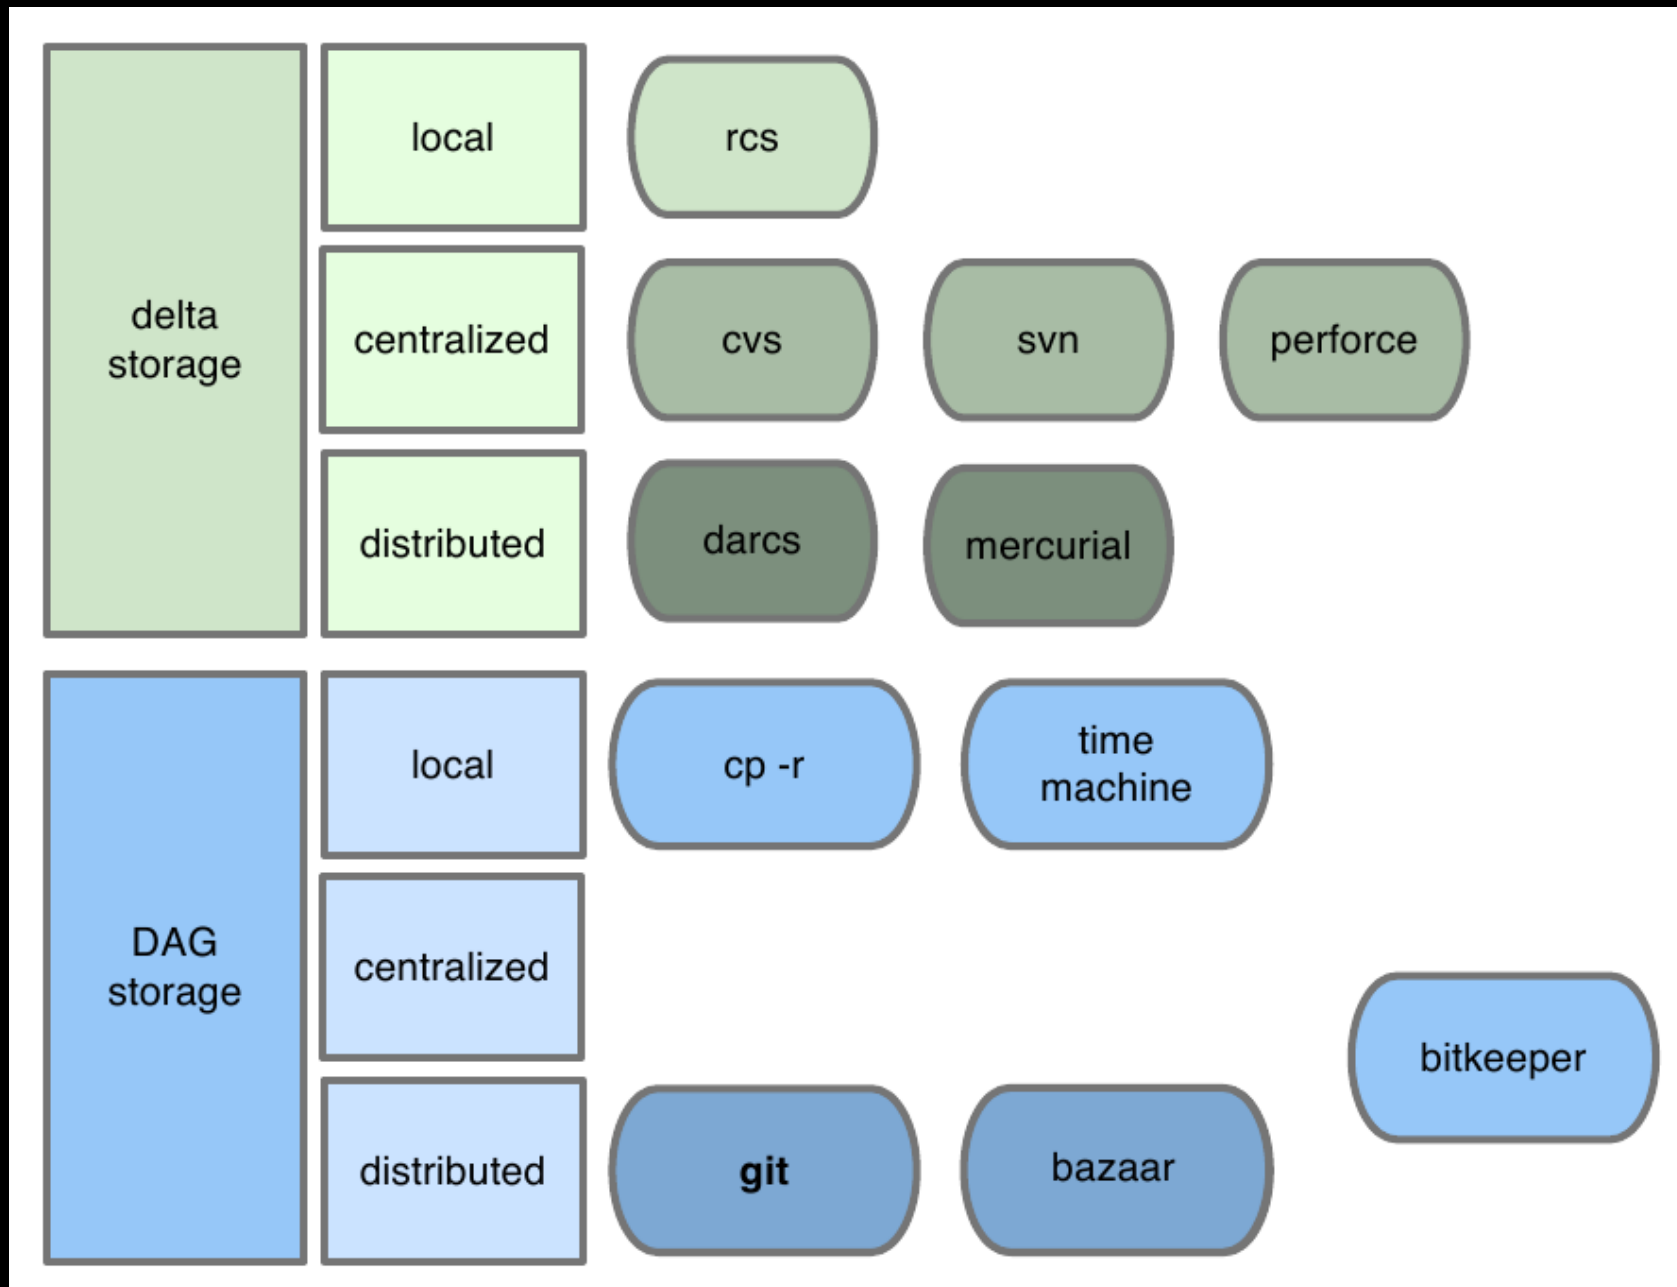 delta
storage
local
rcs
centralized
cvs
svn
perforce
distributed
darcs
mercurial
DAG
storage
local
cp -r
time
machine
centralized
bitkeeper
distributed
git
bazaar